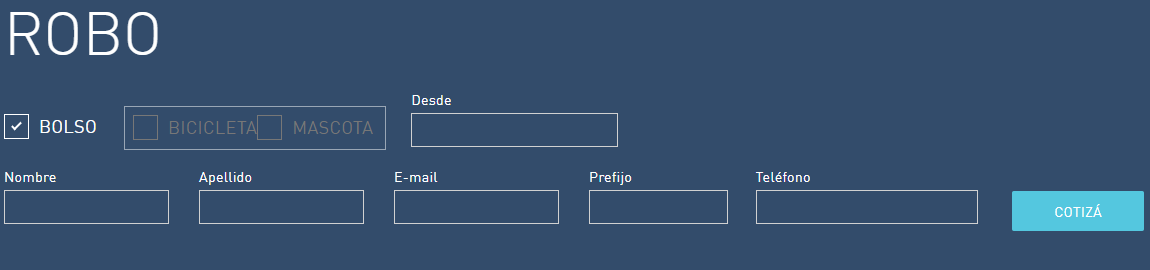 ROBO
Desde
BOLSO BICICLETA MASCOTA
Nombre Apellido E-mail Prefijo Teléfono
COTIZÁ